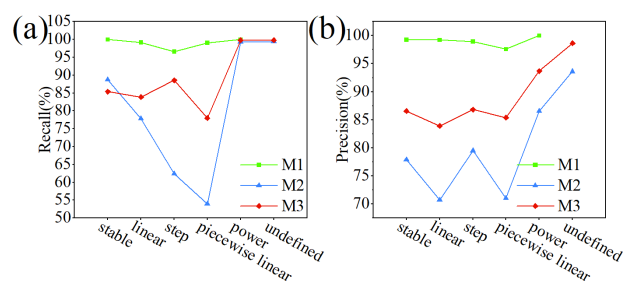 (a)
Recall(%)
105
100
95
90
85
80
75
70
65
60
55
50
M1
M2
M3
stable
linear
step
piecewise linear
power
undefined
(b)
Precision(%)
100
95
90
85
80
75
70
M1
M2
M3
stable
linear
step
piecewise linear
power
undefined